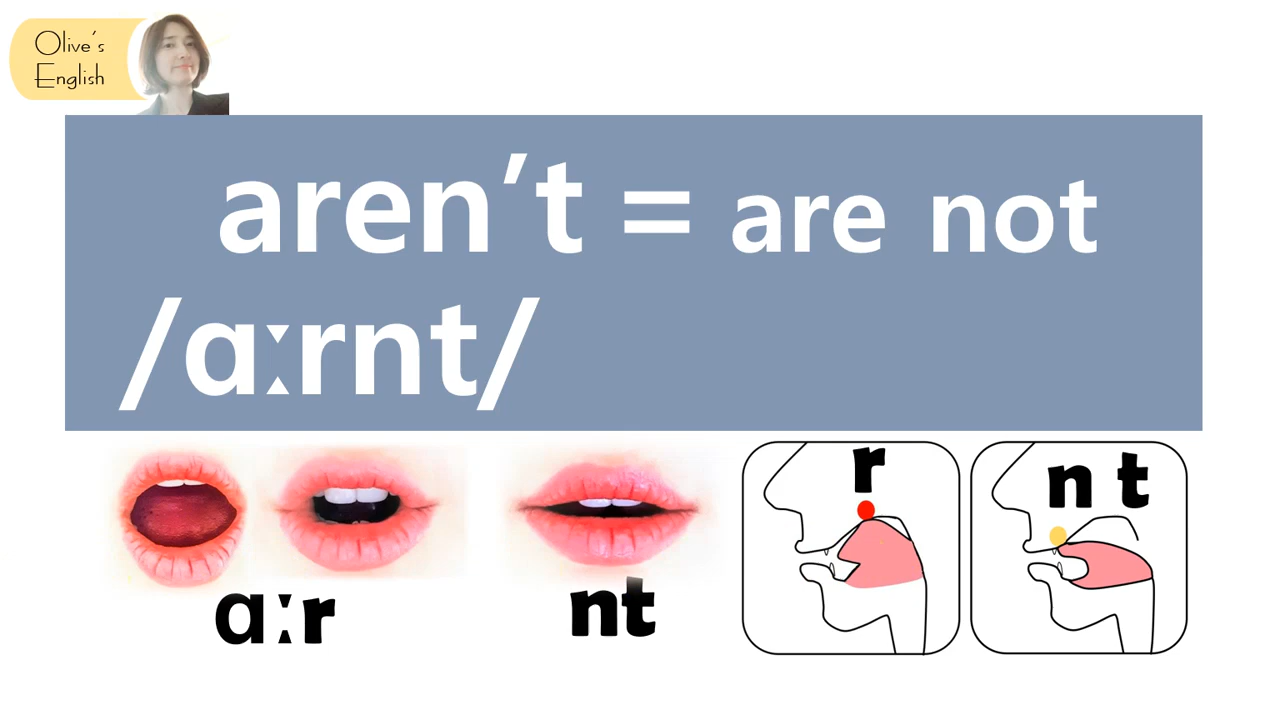 Olive's
English
aren't = are not
/ɑːrnt/
r
n t
ɑːr
nt